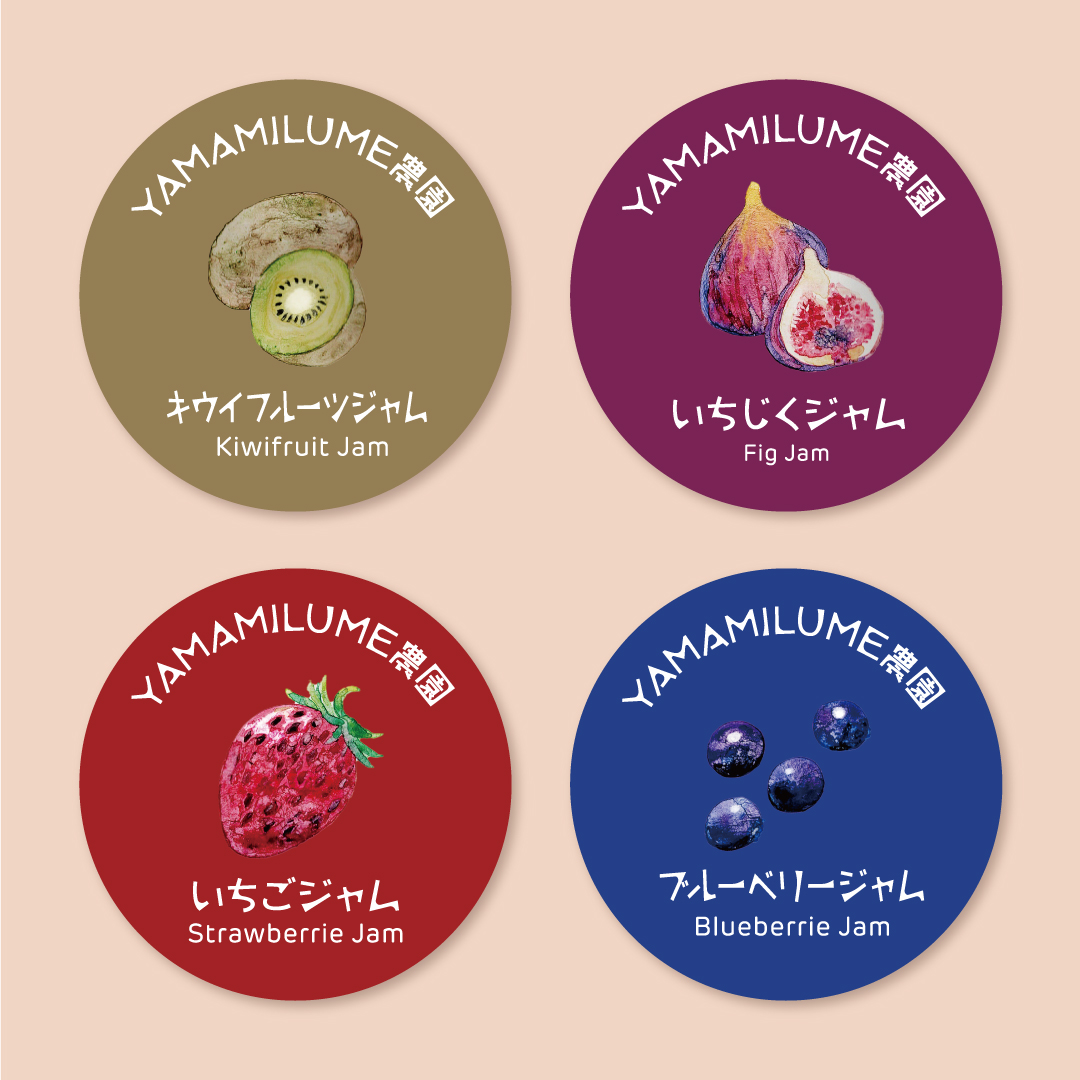 YAMAMILUME農園
キウイフルーツジャム
Kiwifruit Jam
YAMAMILUME農園
いちじくジャム
Fig Jam
YAMAMILUME農園
いちごジャム
Strawberrie Jam
YAMAMILUME農園
ブルーベリージャム
Blueberrie Jam